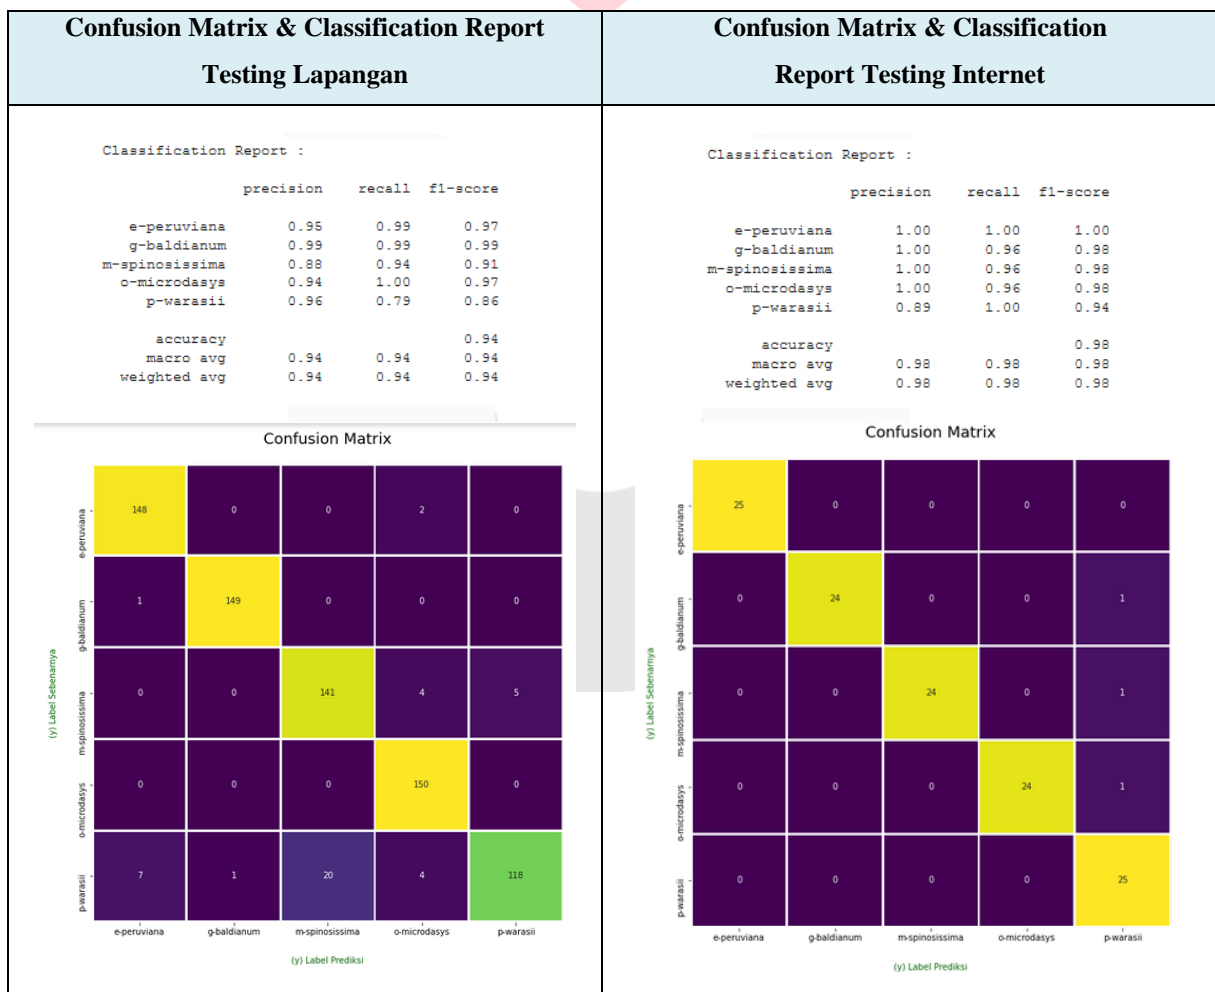 Confusion Matrix & Classification Report
Testing Lapangan
Classification Report :
precision recall f1-score
e-peruviana 0.95 0.99 0.97
g-baldianum 0.99 0.99 0.99
m-spinosissima 0.88 0.94 0.91
o-microdasys 0.94 1.00 0.97
p-warasii 0.96 0.79 0.86
accuracy 0.94
macro avg 0.94 0.94 0.94
weighted avg 0.94 0.94 0.94
Confusion Matrix
(y) Label Sebenarnya
e-peruviana 148 0 0 2 0
g-baldianum 1 149 0 0 0
m-spinosissima 0 0 141 4 5
o-microdasys 0 0 0 150 0
p-warasii 7 1 20 4 118
e-peruviana g-baldianum m-spinosissima o-microdasys p-warasii
(y) Label Prediksi
Confusion Matrix & Classification
Report Testing Internet
Classification Report :
precision recall f1-score
e-peruviana 1.00 1.00 1.00
g-baldianum 1.00 0.96 0.98
m-spinosissima 1.00 0.96 0.98
o-microdasys 1.00 0.96 0.98
p-warasii 0.89 1.00 0.94
accuracy 0.98
macro avg 0.98 0.98 0.98
weighted avg 0.98 0.98 0.98
Confusion Matrix
(y) Label Sebenarnya
e-peruviana 25 0 0 0 0
g-baldianum 0 24 0 0 1
m-spinosissima 0 0 24 0 1
o-microdasys 0 0 0 24 1
p-warasii 0 0 0 0 25
e-peruviana g-baldianum m-spinosissima o-microdasys p-warasii
(y) Label Prediksi